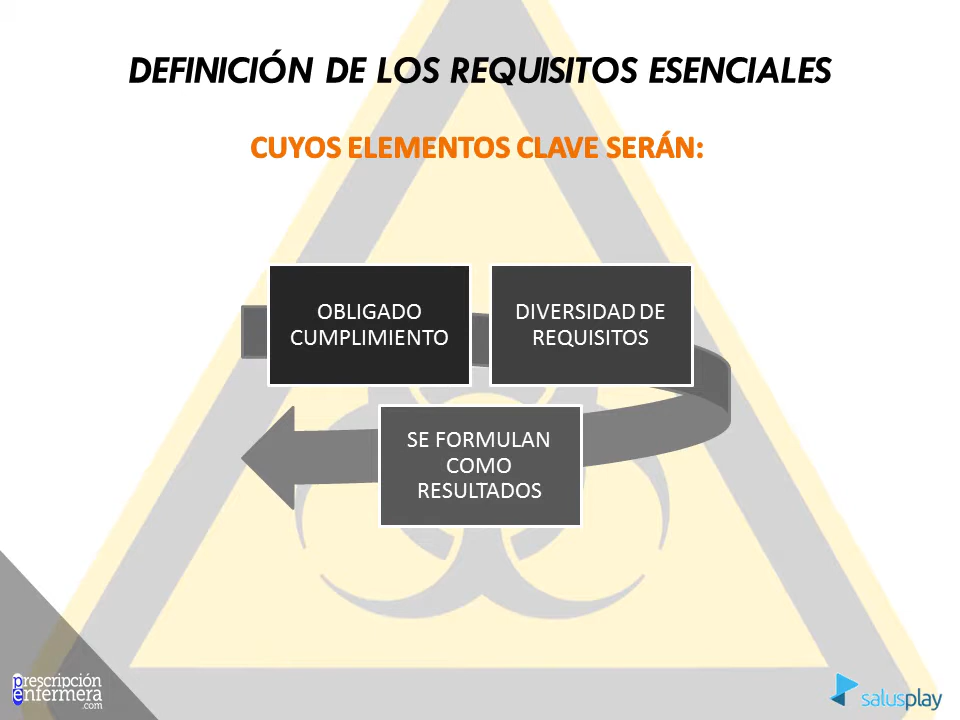 DEFINICIÓN DE LOS REQUISITOS ESENCIALES
CUYOS ELEMENTOS CLAVE SERÁN:
OBLIGADO
CUMPLIMIENTO
DIVERSIDAD DE
REQUISITOS
SE FORMULAN
COMO
RESULTADOS
prescripción
enfermera
.com
salusplay